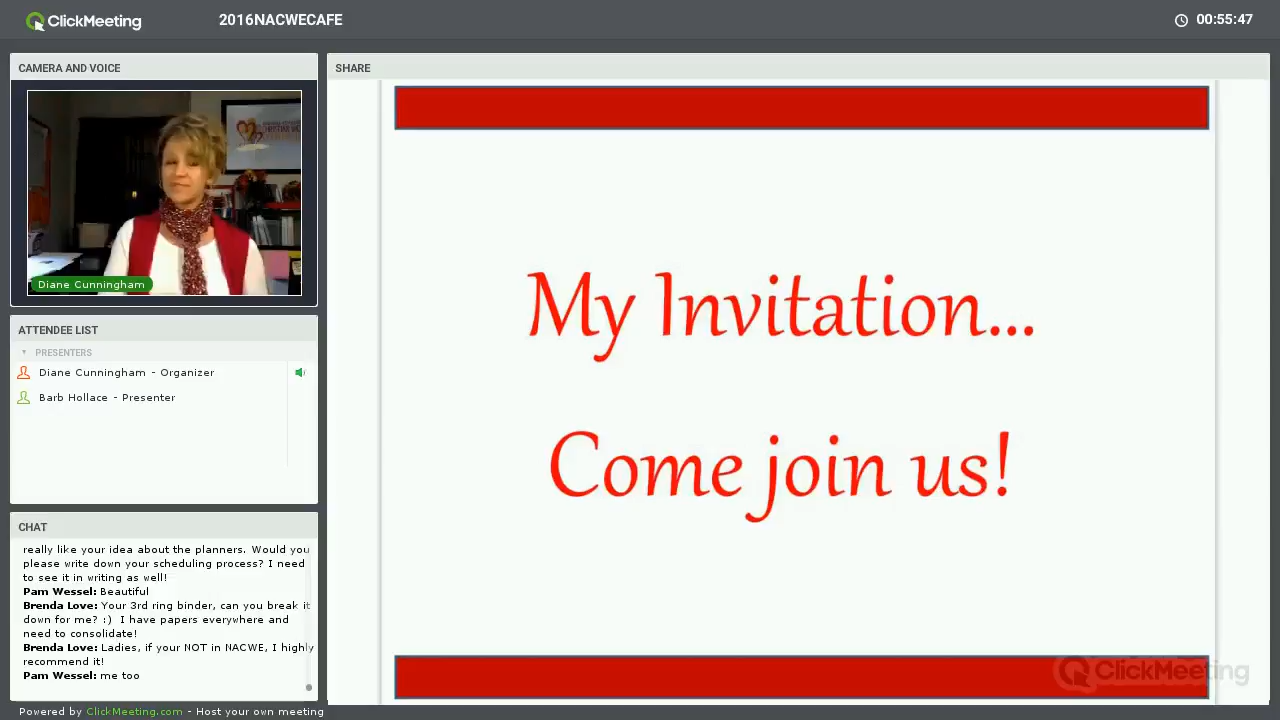 ClickMeeting
2016NACWECAFE
00:55:47
CAMERA AND VOICE
Diane Cunningham
ATTENDEE LIST
PRESENTERS
Diane Cunningham - Organizer
Barb Hollace - Presenter
CHAT
really like your idea about the planners. Would you
please write down your scheduling process? I need
to see it in writing as well!
Pam Wessel: Beautiful
Brenda Love: Your 3rd ring binder, can you break it
down for me? :) I have papers everywhere and
need to consolidate!
Brenda Love: Ladies, if your NOT in NACWE, I highly
recommend it!
Pam Wessel: me too
Powered by ClickMeeting.com - Host your own meeting
SHARE
My Invitation...
Come join us!
ClickMeeting